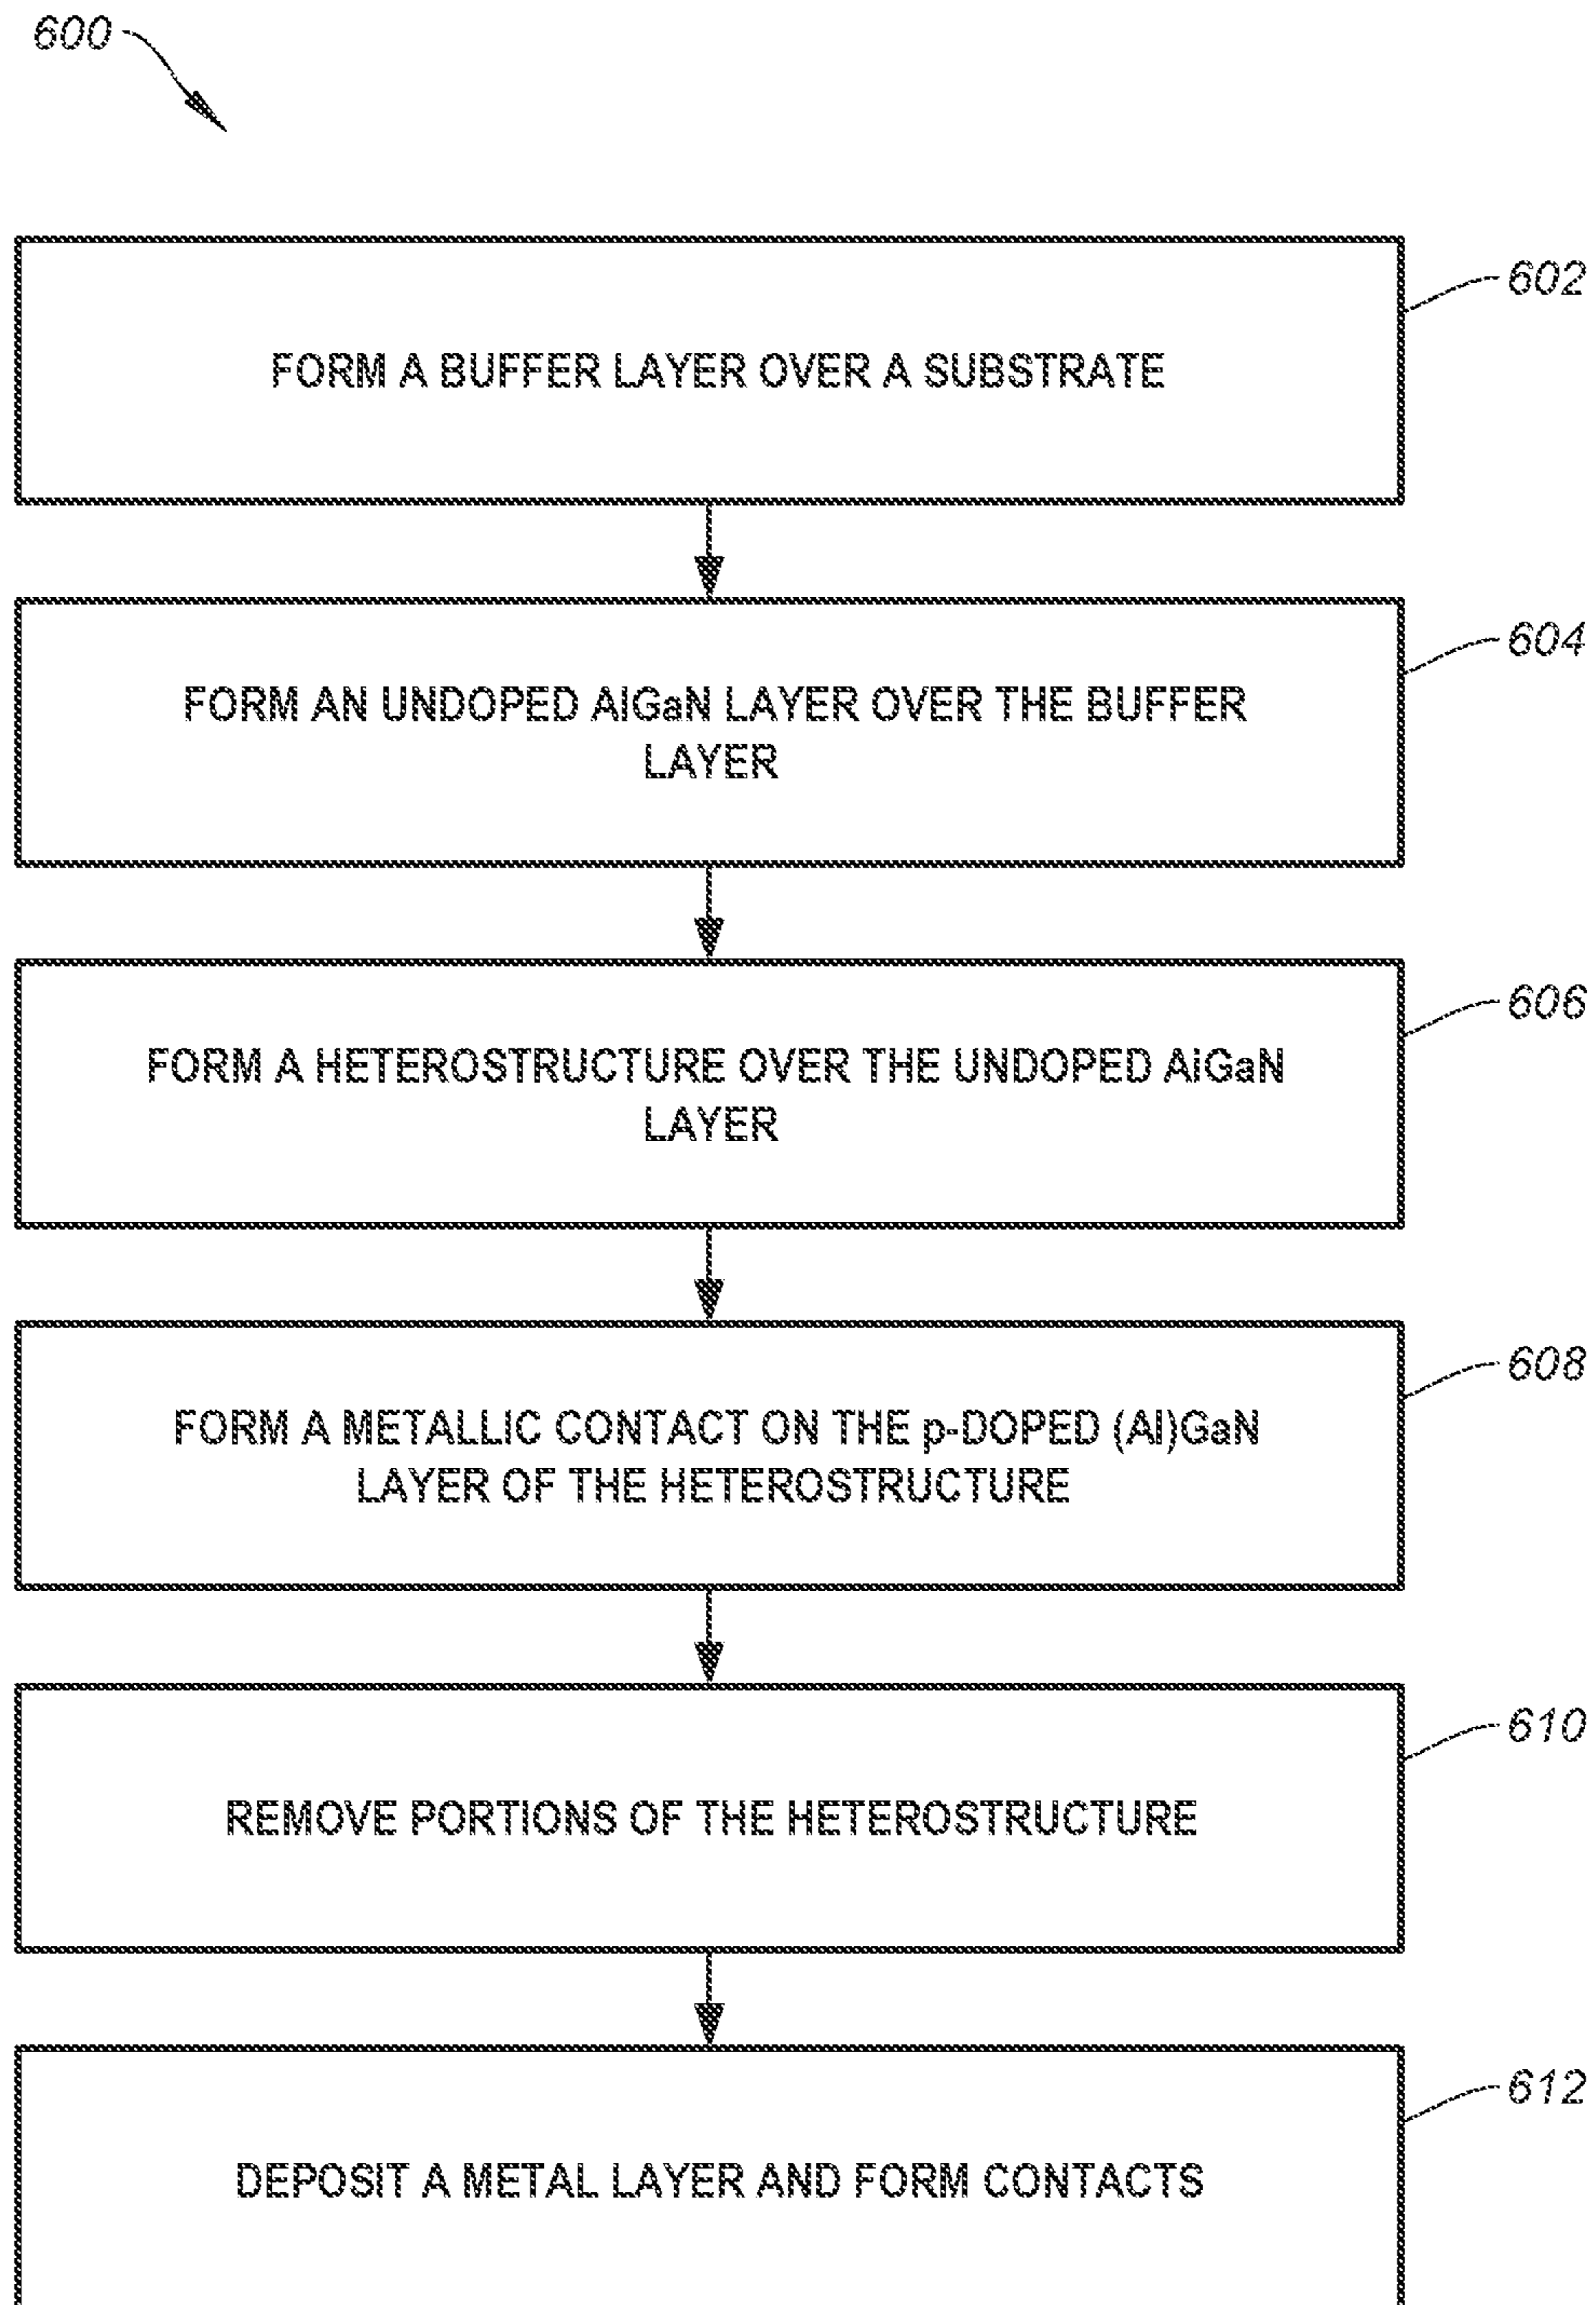 600
602
FORM A BUFFER LAYER OVER A SUBSTRATE
604
FORM AN UNDOPED AlGaN LAYER OVER THE BUFFER
LAYER
606
FORM A HETEROSTRUCTURE OVER THE UNDOPED AlGaN
LAYER
608
FORM A METALLIC CONTACT ON THE p-DOPED (Al)GaN
LAYER OF THE HETEROSTRUCTURE
610
REMOVE PORTIONS OF THE HETEROSTRUCTURE
612
DEPOSIT A METAL LAYER AND FORM CONTACTS